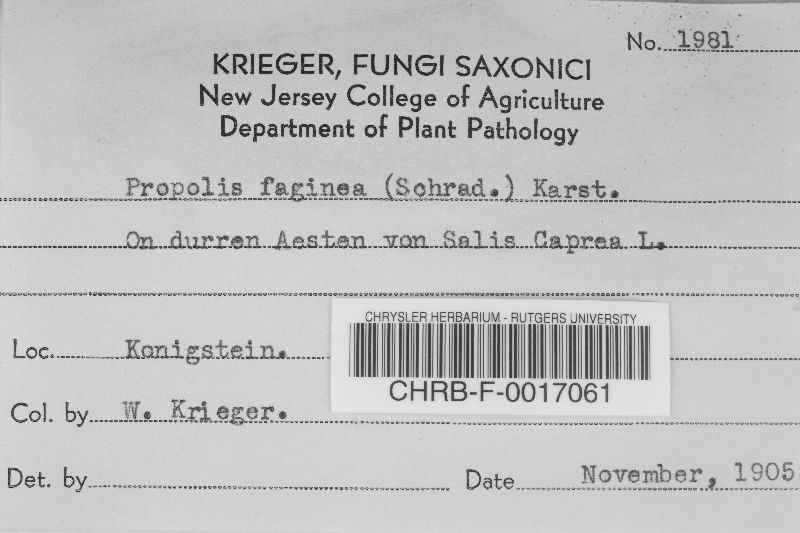 No. 1981
KRIEGER, FUNGI SAXONICI
New Jersey College of Agriculture
Department of Plant Pathology
Propolis faginea (Schrad.) Karst.
On durren Aesten von Salis Caprea L.
Loc. Konigstein.
CHRYSLER HERBARIUM - RUTGERS UNIVERSITY
CHRB-F-0017061
Col. by W. Krieger.
Det. by
Date November, 1905